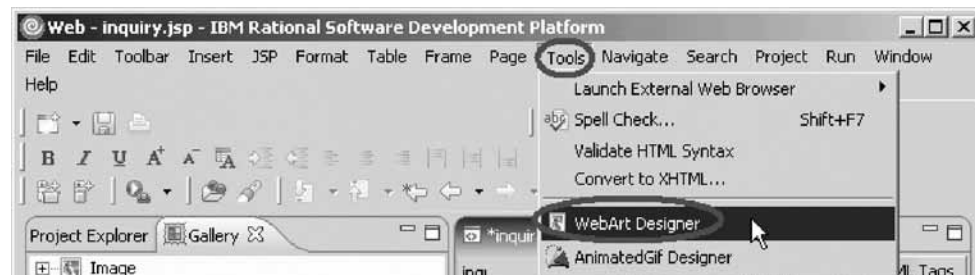 Web - inquiry.jsp - IBM Rational Software Development Platform
File Edit Toolbar Insert JSP Format Table Frame Page Tools Navigate Search Project Run Window
Help
Launch External Web Browser
Spell Check... Shift+F7
Validate HTML Syntax
Convert to XHTML...
B I U A A A
Project Explorer Gallery *inquir
WebArt Designer
AnimatedGif Designer
Image
Tags